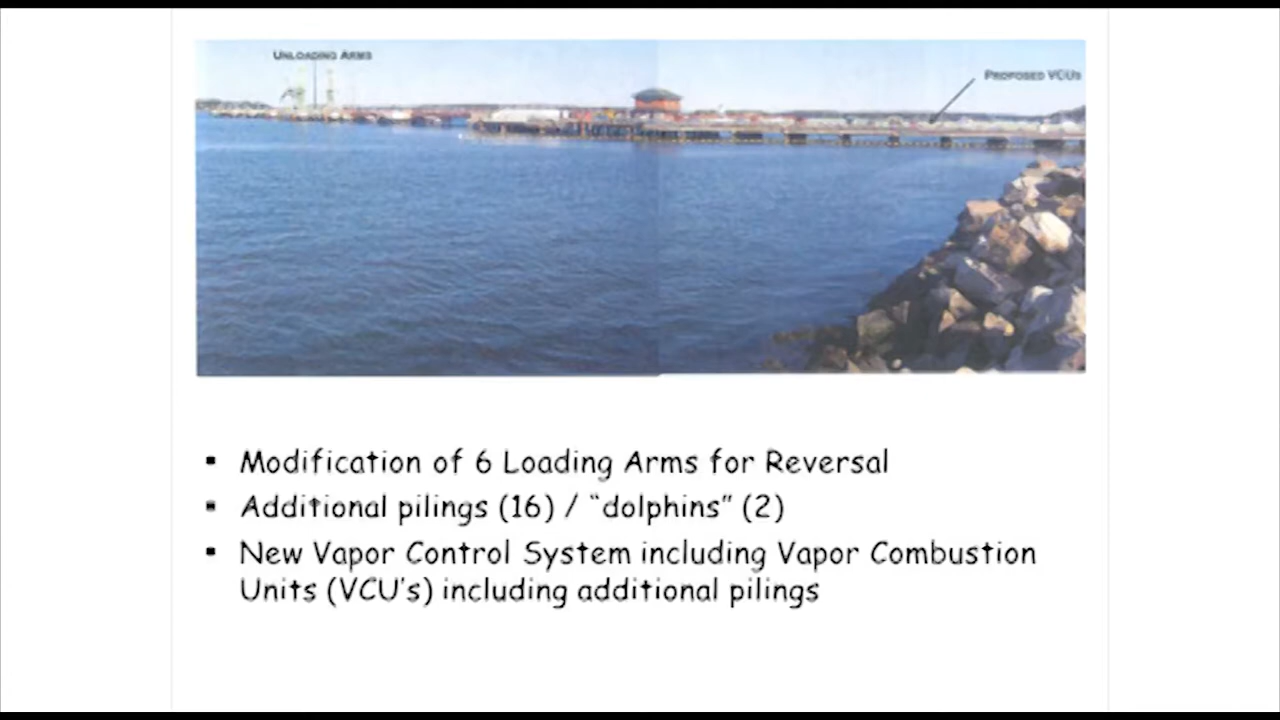 UNLOADING ARMS
PROPOSED VCUs
▪ Modification of 6 Loading Arms for Reversal
▪ Additional pilings (16) / “dolphins” (2)
▪ New Vapor Control System including Vapor Combustion
Units (VCU's) including additional pilings